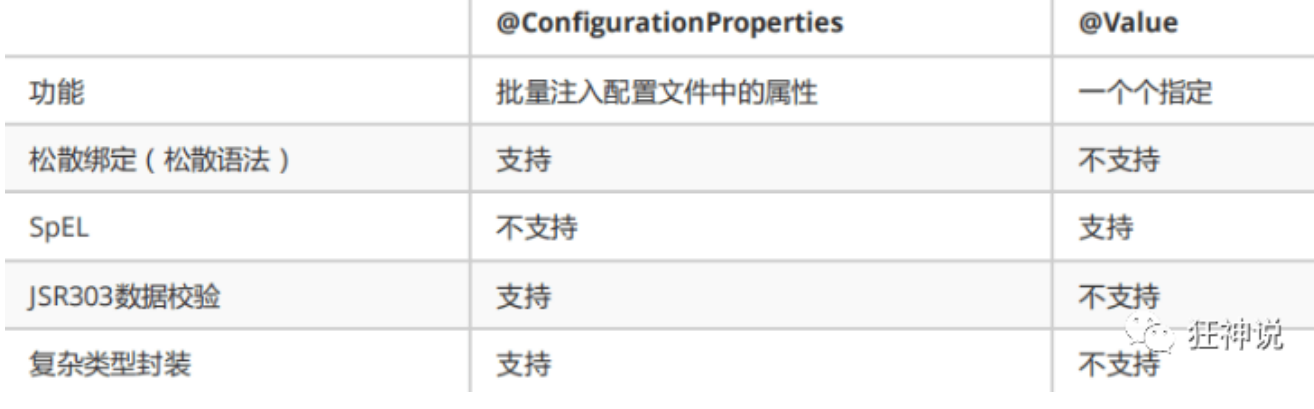 @ConfigurationProperties @Value
功能 批量注入配置文件中的属性 一个个指定
松散绑定（松散语法） 支持 不支持
SpEL 不支持 支持
JSR303数据校验 支持 不支持
狂神说
复杂类型封装 支持 不支持